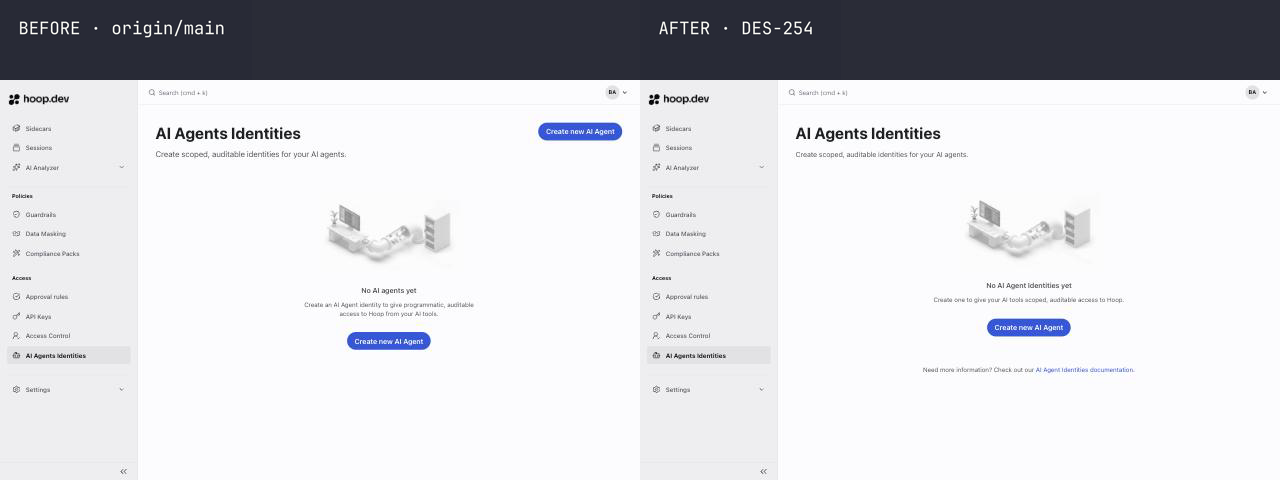 BEFORE · origin/main
hoop.dev
Search (cmd + k)
BA
Sidecars
Sessions
AI Analyzer
Policies
Guardrails
Data Masking
Compliance Packs
Access
Approval rules
API Keys
Access Control
AI Agents Identities
Settings
AI Agents Identities
Create new AI Agent
Create scoped, auditable identities for your AI agents.
No AI agents yet
Create an AI Agent identity to give programmatic, auditable
access to Hoop from your AI tools.
Create new AI Agent
AFTER · DES-254
hoop.dev
Search (cmd + k)
BA
Sidecars
Sessions
AI Analyzer
Policies
Guardrails
Data Masking
Compliance Packs
Access
Approval rules
API Keys
Access Control
AI Agents Identities
Settings
AI Agents Identities
Create scoped, auditable identities for your AI agents.
No AI Agent Identities yet
Create one to give your AI tools scoped, auditable access to Hoop.
Create new AI Agent
Need more information? Check out our AI Agent Identities documentation.